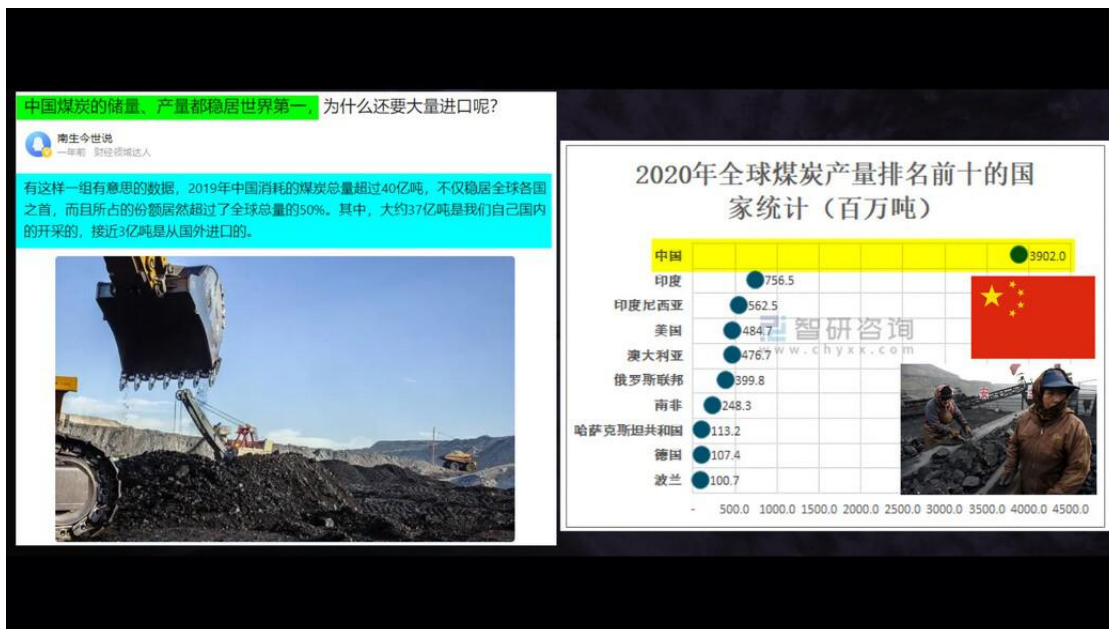 中国煤炭的储量、产量都稳居世界第一，为什么还要大量进口呢？
南生今世说
一年前 财经领域达人
有这样一组有意思的数据，2019年中国消耗的煤炭总量超过40亿吨，不仅稳居全球各国
之首，而且所占的份额居然超过了全球总量的50%。其中，大约37亿吨是我们自己国内
的开采的，接近3亿吨是从国外进口的。
2020年全球煤炭产量排名前十的国
家统计（百万吨）
中国 3902.0
印度 756.5
印度尼西亚 562.5
美国 484.7
澳大利亚 476.7
俄罗斯联邦 399.8
南非 248.3
哈萨克斯坦共和国 113.2
德国 107.4
波兰 100.7
智研咨询
www.chyxx.com
- 500.0 1000.0 1500.0 2000.0 2500.0 3000.0 3500.0 4000.0 4500.0